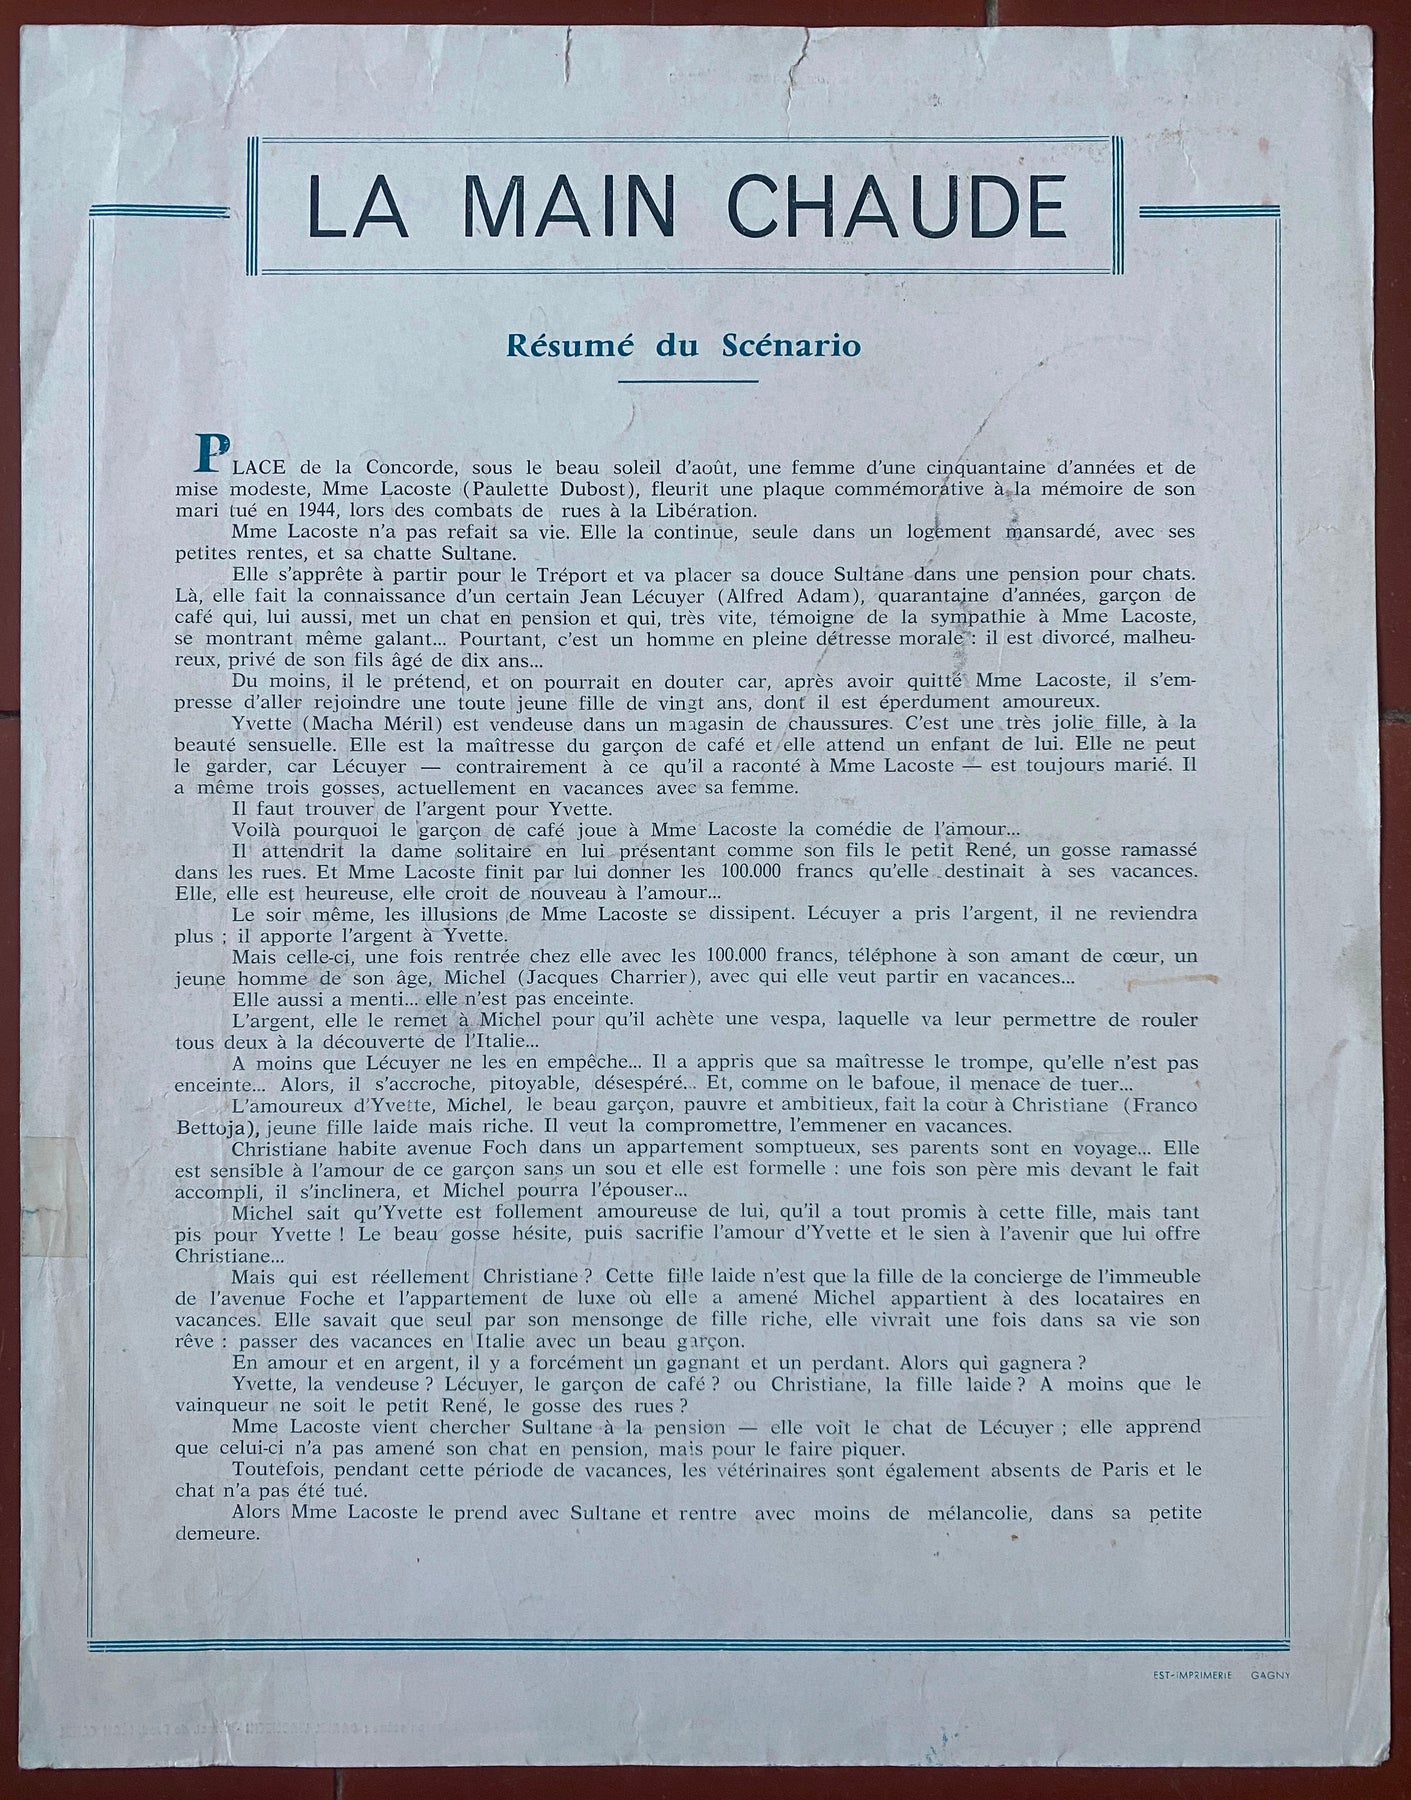 LA MAIN CHAUDE
Résumé du Scénario
PLACE de la Concorde, sous le beau soleil d'août, une femme d'une cinquantaine d'années et de
mise modeste, Mme Lacoste (Paulette Dubost), fleurit une plaque commémorative à la mémoire de son
mari tué en 1944, lors des combats de rues à la Libération.
Mme Lacoste n'a pas refait sa vie. Elle la continue, seule dans un logement mansardé, avec ses
petites rentes, et sa chatte Sultane.
Elle s'apprête à partir pour le Tréport et va placer sa douce Sultane dans une pension pour chats.
Là, elle fait la connaissance d'un certain Jean Lécuyer (Alfred Adam), quarantaine d'années, garçon de
café qui, lui aussi, met un chat en pension et qui, très vite, témoigne de la sympathie à Mme Lacoste,
se montrant même galant... Pourtant, c'est un homme en pleine détresse morale : il est divorcé, malheu-
reux, privé de son fils âgé de dix ans...
Du moins, il le prétend, et on pourrait en douter car, après avoir quitté Mme Lacoste, il s'em-
presse d'aller rejoindre une toute jeune fille de vingt ans, dont il est éperdument amoureux.
Yvette (Macha Méril) est vendeuse dans un magasin de chaussures. C'est une très jolie fille, à la
beauté sensuelle. Elle est la maîtresse du garçon de café et elle attend un enfant de lui. Elle ne peut
le garder, car Lécuyer — contrairement à ce qu'il a raconté à Mme Lacoste — est toujours marié. Il
a même trois gosses, actuellement en vacances avec sa femme.
Il faut trouver de l'argent pour Yvette.
Voilà pourquoi le garçon de café joue à Mme Lacoste la comédie de l'amour...
Il attendrit la dame solitaire en lui présentant comme son fils le petit René, un gosse ramassé
dans les rues. Et Mme Lacoste finit par lui donner les 100.000 francs qu'elle destinait à ses vacances.
Elle, elle est heureuse, elle croit de nouveau à l'amour...
Le soir même, les illusions de Mme Lacoste se dissipent. Lécuyer a pris l'argent, il ne reviendra
plus ; il apporte l'argent à Yvette.
Mais celle-ci, une fois rentrée chez elle avec les 100.000 francs, téléphone à son amant de cœur, un
jeune homme de son âge, Michel (Jacques Charrier), avec qui elle veut partir en vacances...
Elle aussi a menti... elle n'est pas enceinte.
L'argent, elle le remet à Michel pour qu'il achète une vespa, laquelle va leur permettre de rouler
tous deux à la découverte de l'Italie...
A moins que Lécuyer ne les en empêche... Il a appris que sa maîtresse le trompe, qu'elle n'est pas
enceinte... Alors, il s'accroche, pitoyable, désespéré... Et, comme on le bafoue, il menace de tuer...
L'amoureux d'Yvette, Michel, le beau garçon, pauvre et ambitieux, fait la cour à Christiane (Franco
Bettoja), jeune fille laide mais riche. Il veut la compromettre, l'emmener en vacances.
Christiane habite avenue Foch dans un appartement somptueux, ses parents sont en voyage... Elle
est sensible à l'amour de ce garçon sans un sou et elle est formelle : une fois son père mis devant le fait
accompli, il s'inclinera, et Michel pourra l'épouser...
Michel sait qu'Yvette est follement amoureuse de lui, qu'il a tout promis à cette fille, mais tant
pis pour Yvette ! Le beau gosse hésite, puis sacrifie l'amour d'Yvette et le sien à l'avenir que lui offre
Christiane...
Mais qui est réellement Christiane ? Cette fille laide n'est que la fille de la concierge de l'immeuble
de l'avenue Foche et l'appartement de luxe où elle a amené Michel appartient à des locataires en
vacances. Elle savait que seul par son mensonge de fille riche, elle vivrait une fois dans sa vie son
rêve : passer des vacances en Italie avec un beau garçon.
En amour et en argent, il y a forcément un gagnant et un perdant. Alors qui gagnera ?
Yvette, la vendeuse ? Lécuyer, le garçon de café ? ou Christiane, la fille laide ? A moins que le
vainqueur ne soit le petit René, le gosse des rues ?
Mme Lacoste vient chercher Sultane à la pension — elle voit le chat de Lécuyer ; elle apprend
que celui-ci n'a pas amené son chat en pension, mais pour le faire piquer.
Toutefois, pendant cette période de vacances, les vétérinaires sont également absents de Paris et le
chat n'a pas été tué.
Alors Mme Lacoste le prend avec Sultane et rentre avec moins de mélancolie, dans sa petite
demeure.
EST-IMPRIMERIE GAGNY